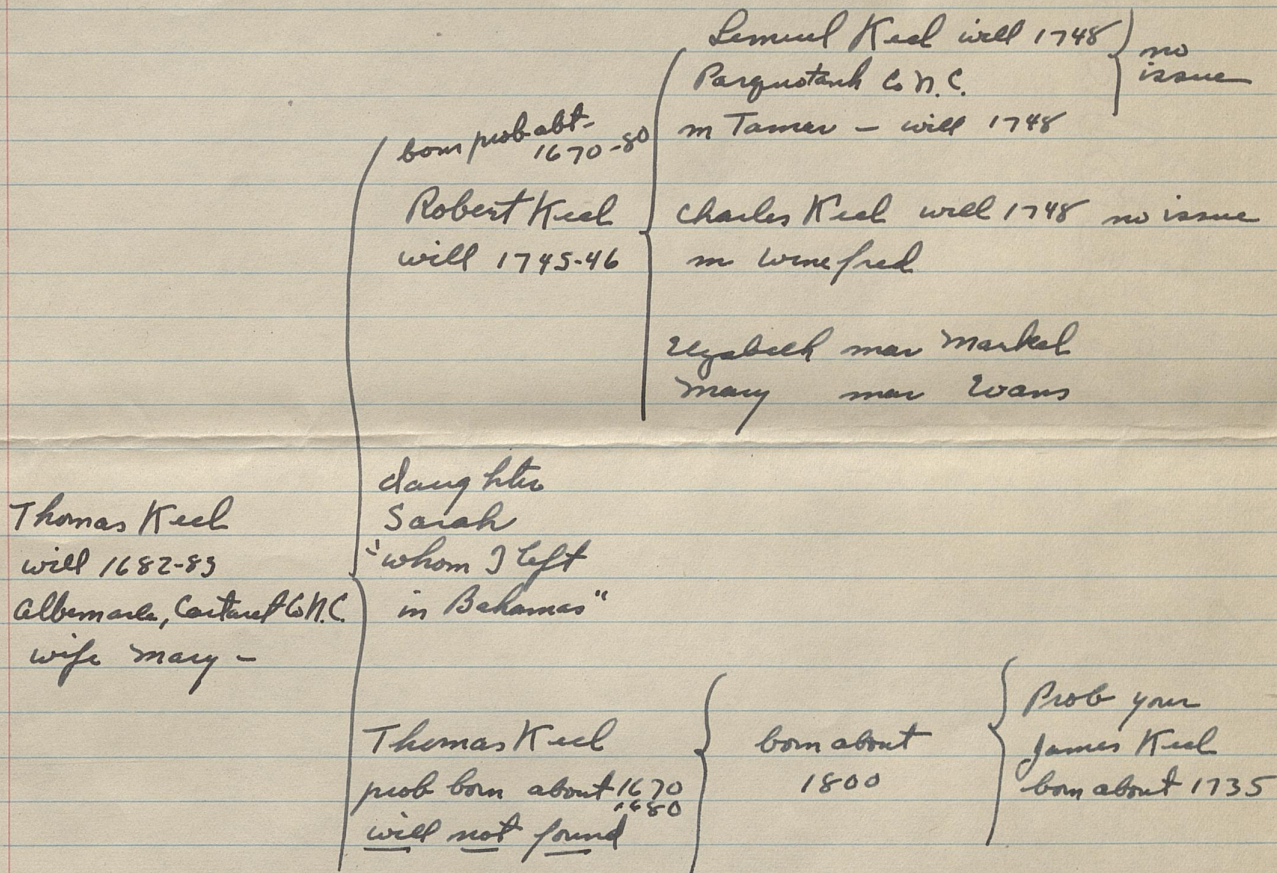 Lemuel Keel will 1748
Parquotank Co N.C.
m Tamer – will 1748
no
issue
born prob abt
1670-80
Robert Keel
will 1745-46
Charles Keel will 1748 no issue
m Winefred
Elyzabeth mar Markel
Mary mar Evans
daughter
Sarah
"whom I left
in Bahamas"
Thomas Keel
will 1682-83
Albemarle, Cartaret Co N.C.
wife Mary –
Thomas Keel
prob born about 1670
1680
will not found
born about
1800
Prob your
James Keel
born about 1735